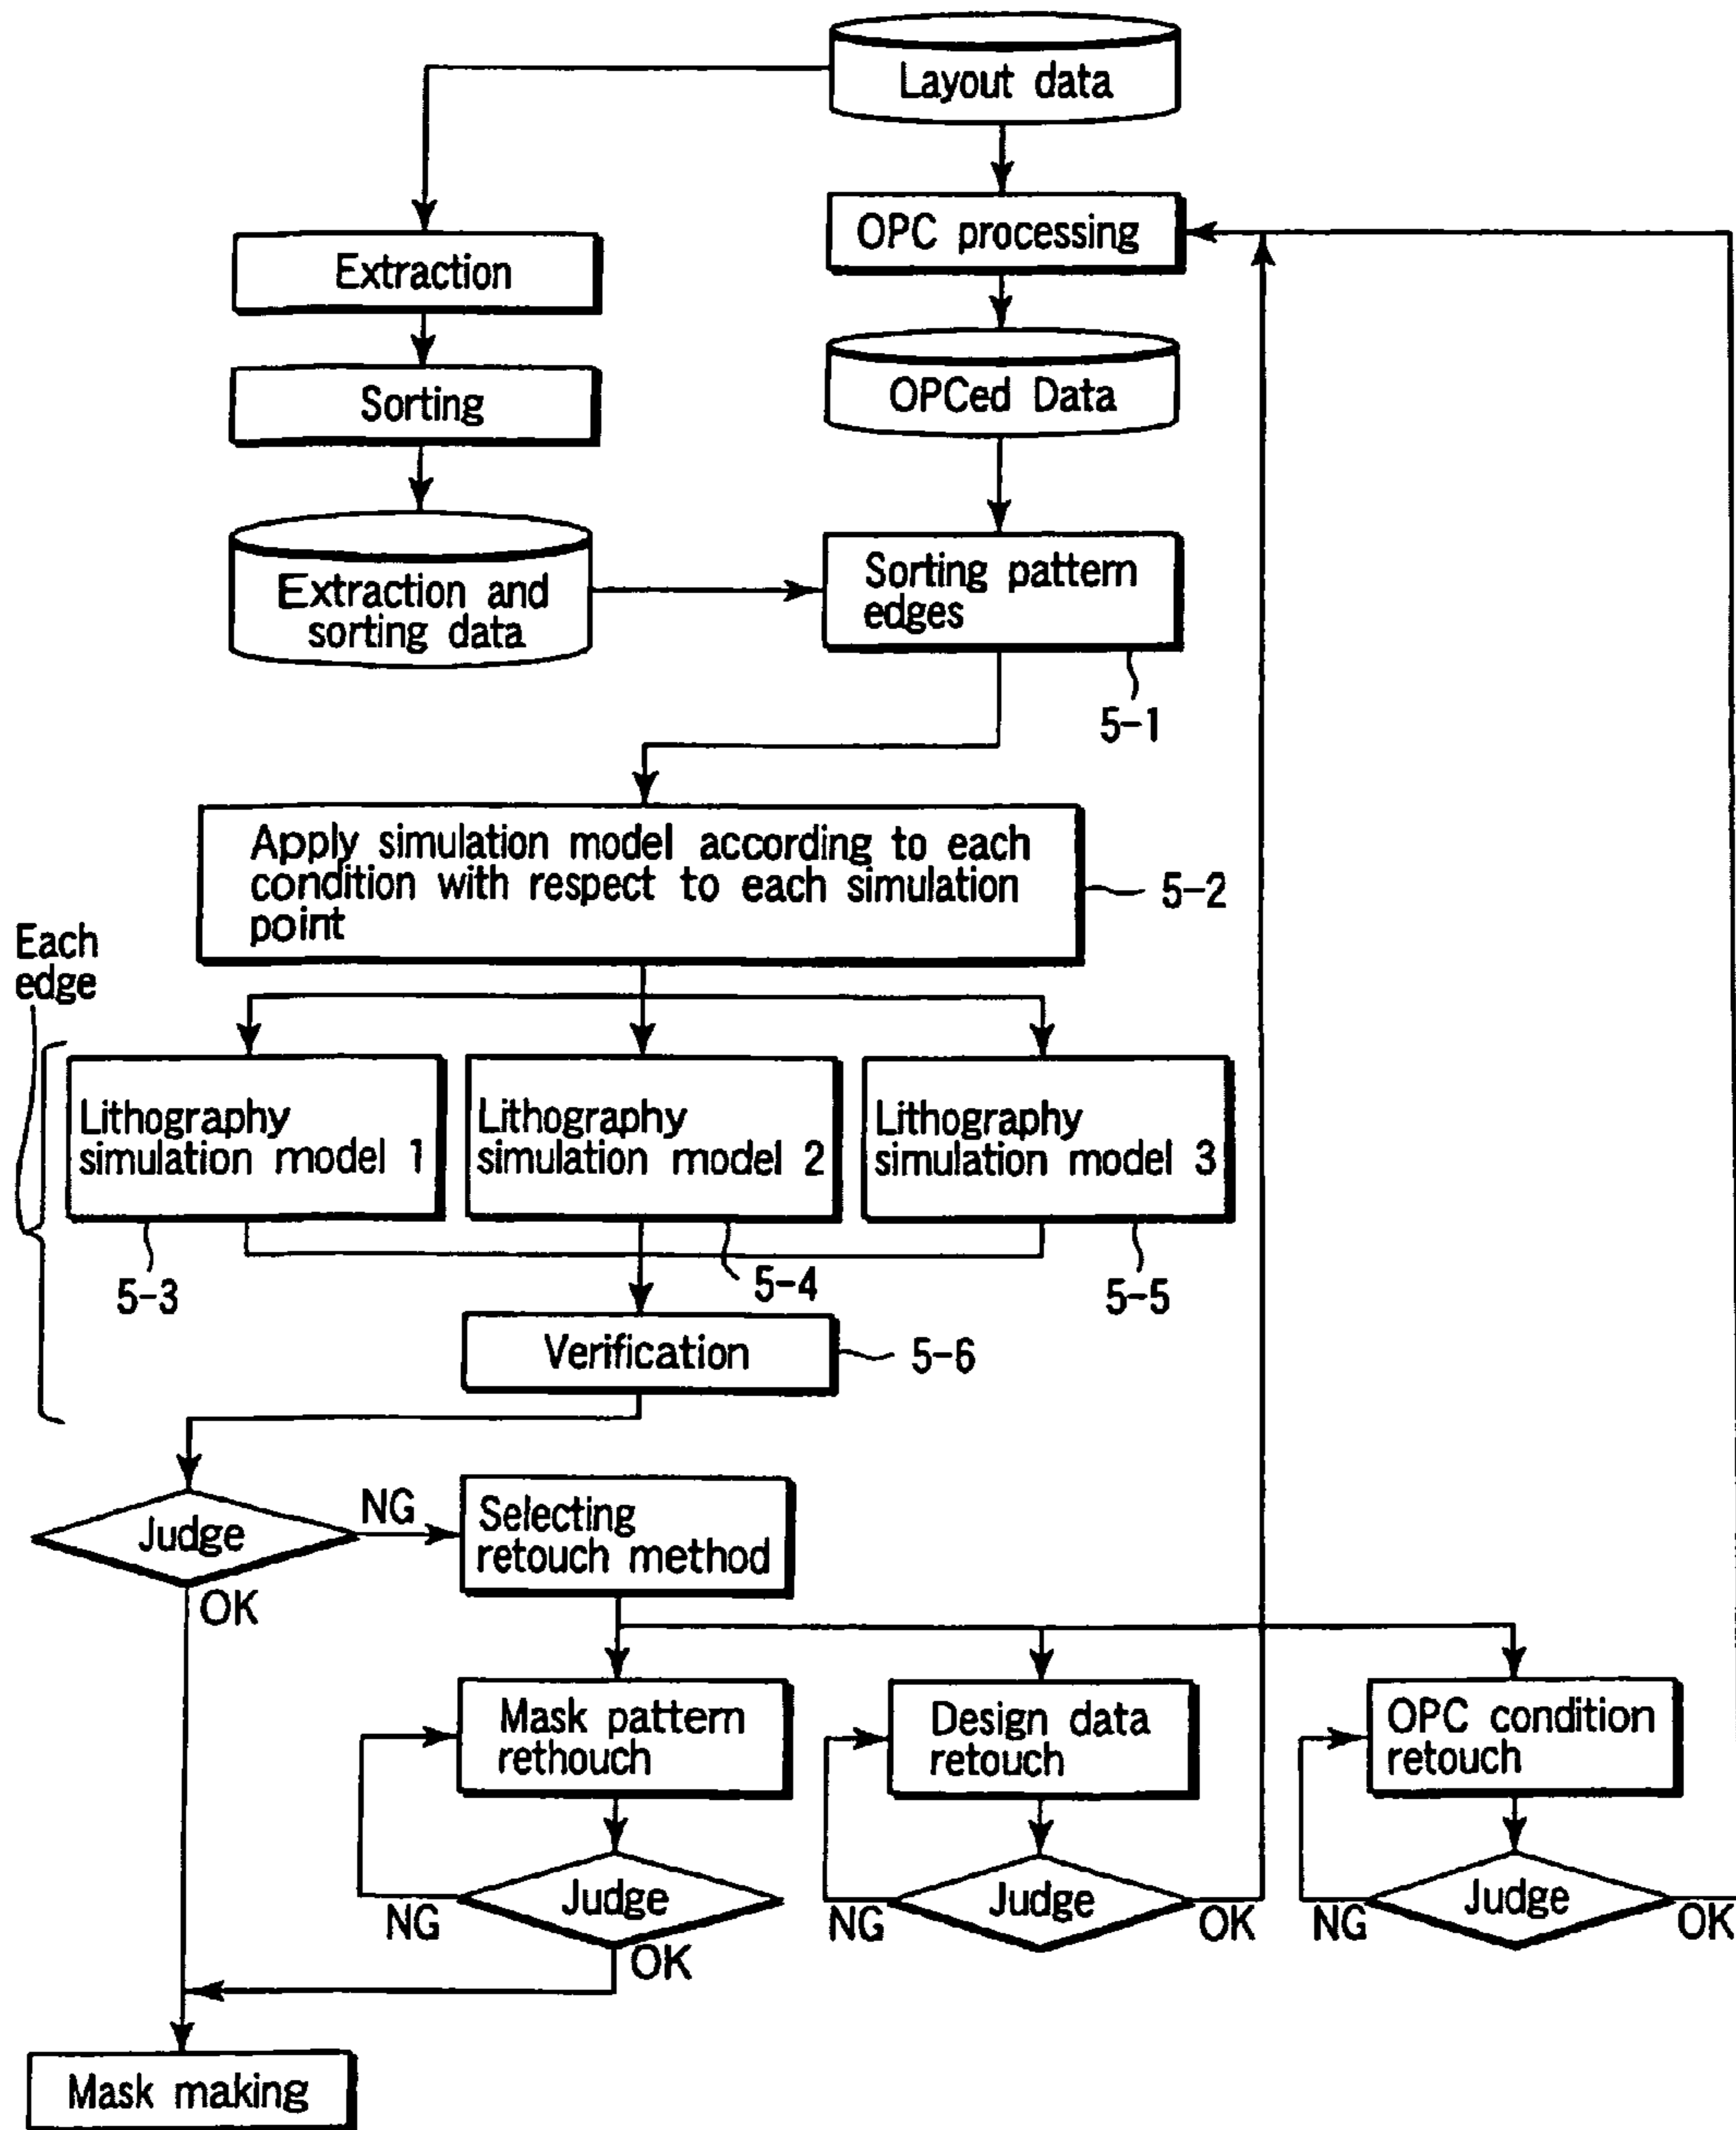 Layout data
OPC processing
Extraction
Sorting
OPCed Data
Extraction and
sorting data
Sorting pattern
edges
5-1
Apply simulation model according to each
condition with respect to each simulation
point
5-2
Each
edge
Lithography
simulation model 1
Lithography
simulation model 2
Lithography
simulation model 3
5-3
5-4
5-5
Verification
5-6
Judge
NG
OK
Selecting
retouch method
Mask pattern
rethouch
Design data
retouch
OPC condition
retouch
Judge
NG
OK
Judge
NG
OK
Judge
NG
OK
Mask making